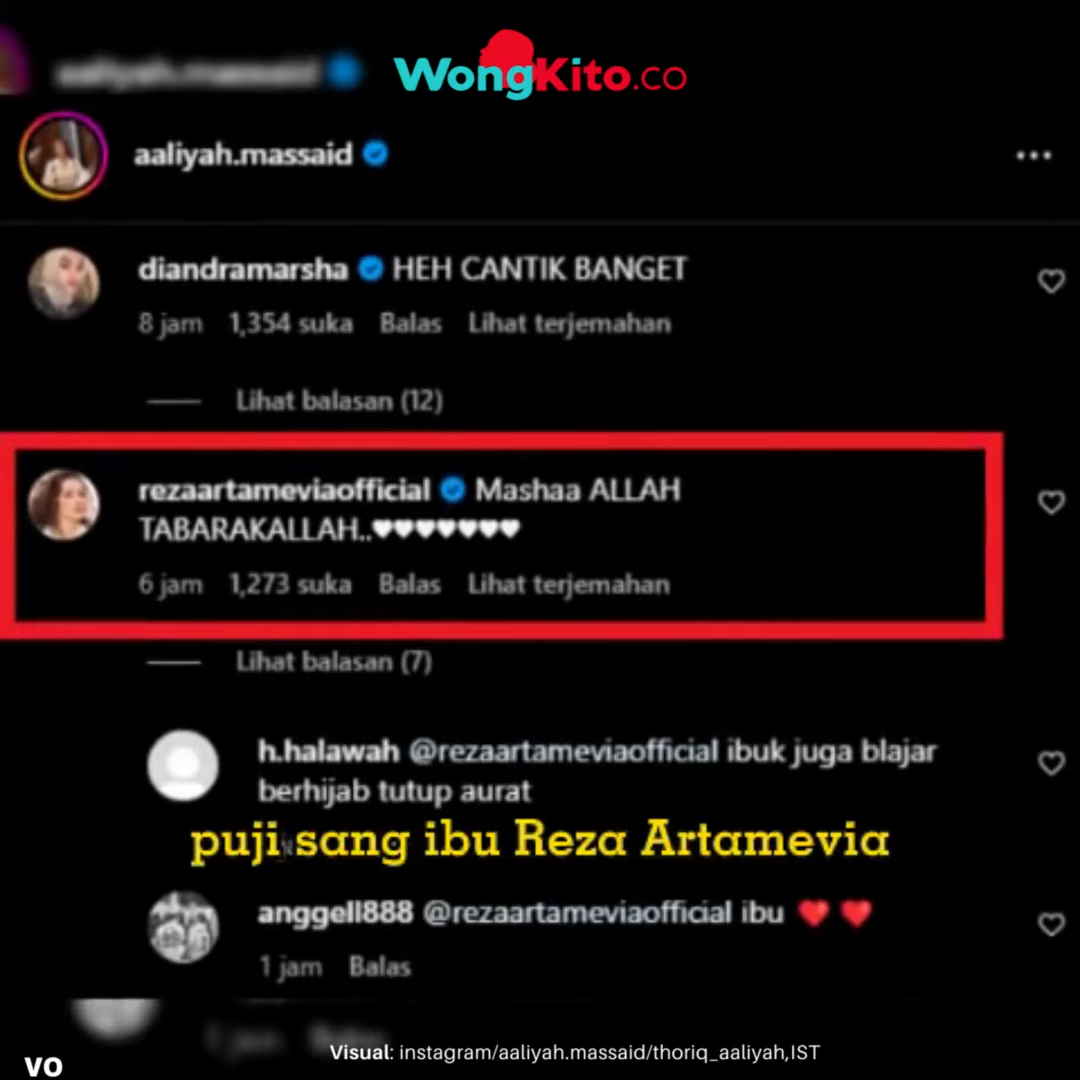 aaliyah.massaid
WongKito.co
aaliyah.massaid
diandramarsha HEH CANTIK BANGET
8 jam 1,354 suka Balas Lihat terjemahan
Lihat balasan (12)
rezaartameviaofficial Mashaa ALLAH
TABARAKALLAH..🤍🤍🤍🤍🤍🤍🤍
6 jam 1,273 suka Balas Lihat terjemahan
Lihat balasan (7)
h.halawah @rezaartameviaofficial ibuk juga blajar
berhijab tutup aurat
puji sang ibu Reza Artamevia
anggell888 @rezaartameviaofficial ibu ❤️ ❤️
1 jam Balas
Visual: instagram/aaliyah.massaid/thoriq_aaliyah,IST
VO